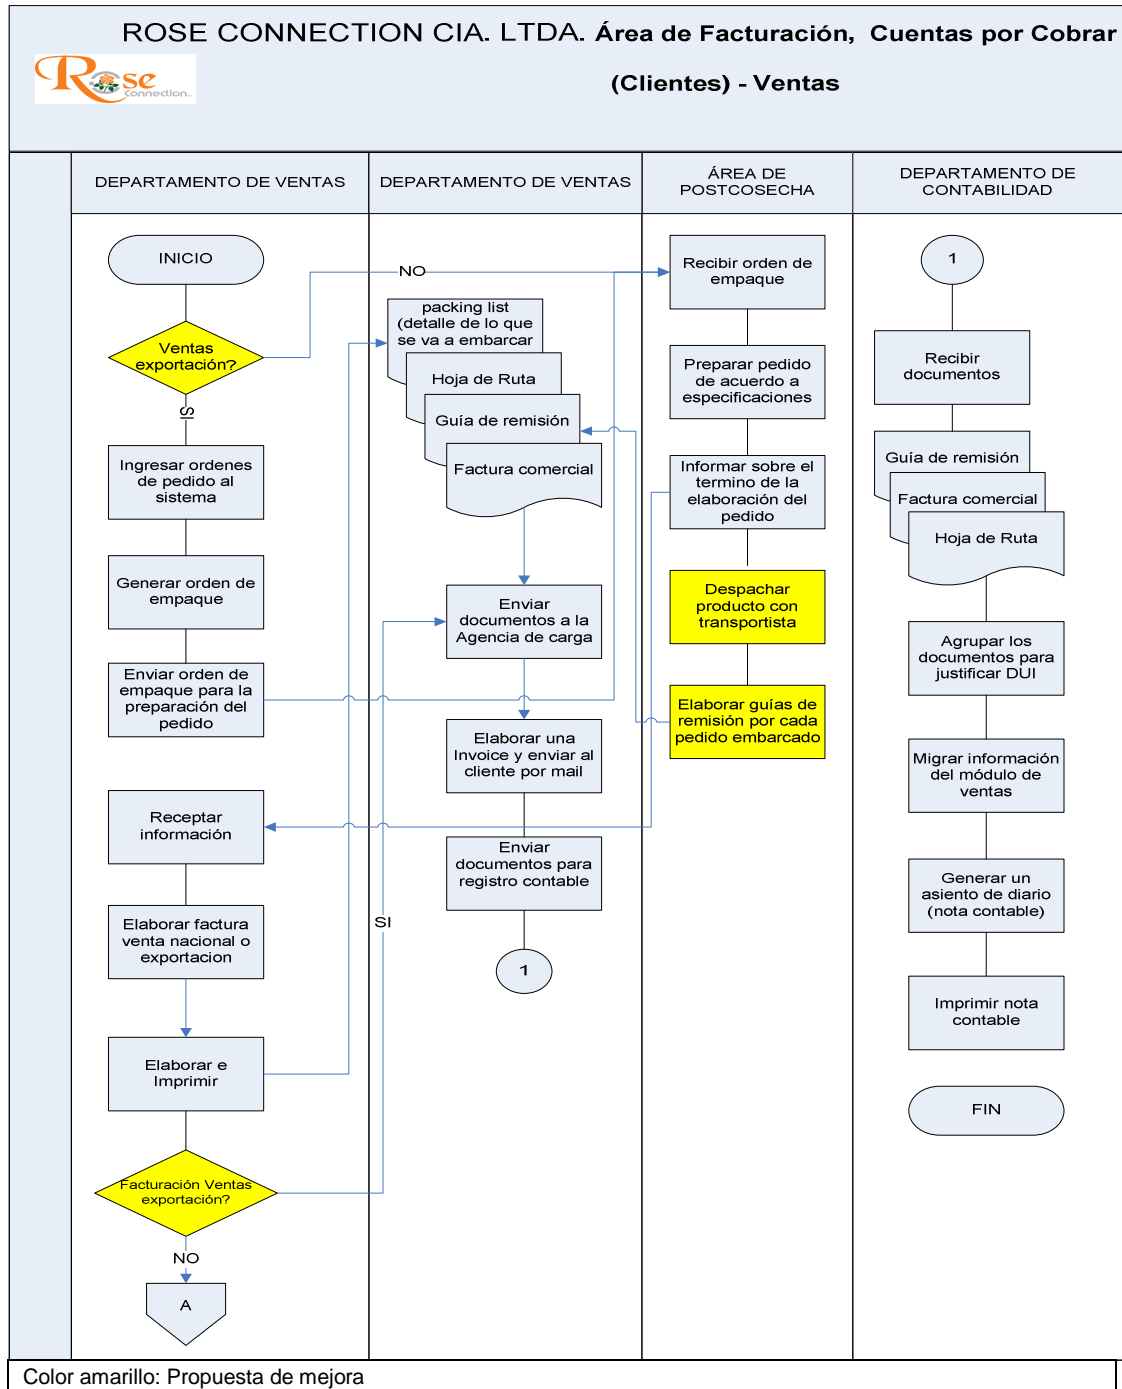 ROSE CONNECTION CIA. LTDA. Área de Facturación, Cuentas por Cobrar
(Clientes) - Ventas
Rose
Connection
DEPARTAMENTO DE VENTAS
INICIO
Ventas
exportación?
SI
Ingresar ordenes
de pedido al
sistema
Generar orden de
empaque
Enviar orden de
empaque para la
preparación del
pedido
Receptar
información
Elaborar factura
venta nacional o
exportacion
Elaborar e
Imprimir
Facturación Ventas
exportación?
NO
A
DEPARTAMENTO DE VENTAS
NO
packing list
(detalle de lo que
se va a embarcar
Hoja de Ruta
Guía de remisión
Factura comercial
Enviar
documentos a la
Agencia de carga
Elaborar una
Invoice y enviar al
cliente por mail
Enviar
documentos para
registro contable
SI
1
ÁREA DE
POSTCOSECHA
Recibir orden de
empaque
Preparar pedido
de acuerdo a
especificaciones
Informar sobre el
termino de la
elaboración del
pedido
Despachar
producto con
transportista
Elaborar guías de
remisión por cada
pedido embarcado
DEPARTAMENTO DE
CONTABILIDAD
1
Recibir
documentos
Guía de remisión
Factura comercial
Hoja de Ruta
Agrupar los
documentos para
justificar DUI
Migrar información
del módulo de
ventas
Generar un
asiento de diario
(nota contable)
Imprimir nota
contable
FIN
Color amarillo: Propuesta de mejora